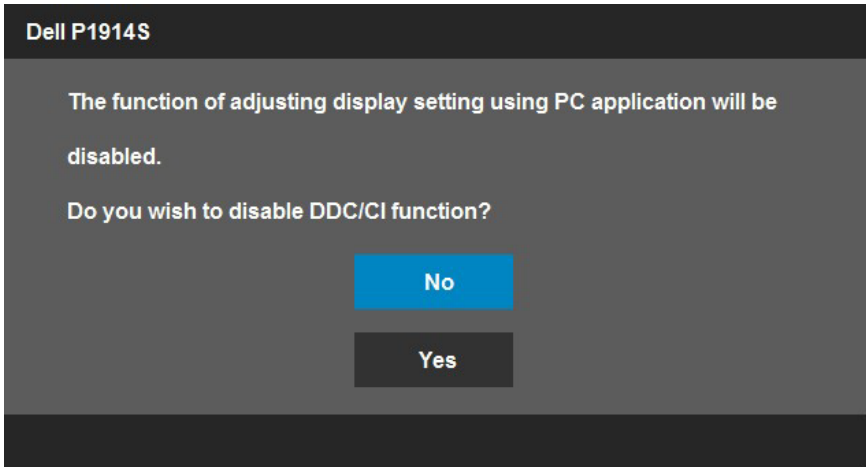 Dell P1914S
The function of adjusting display setting using PC application will be
disabled.
Do you wish to disable DDC/CI function?
No
Yes